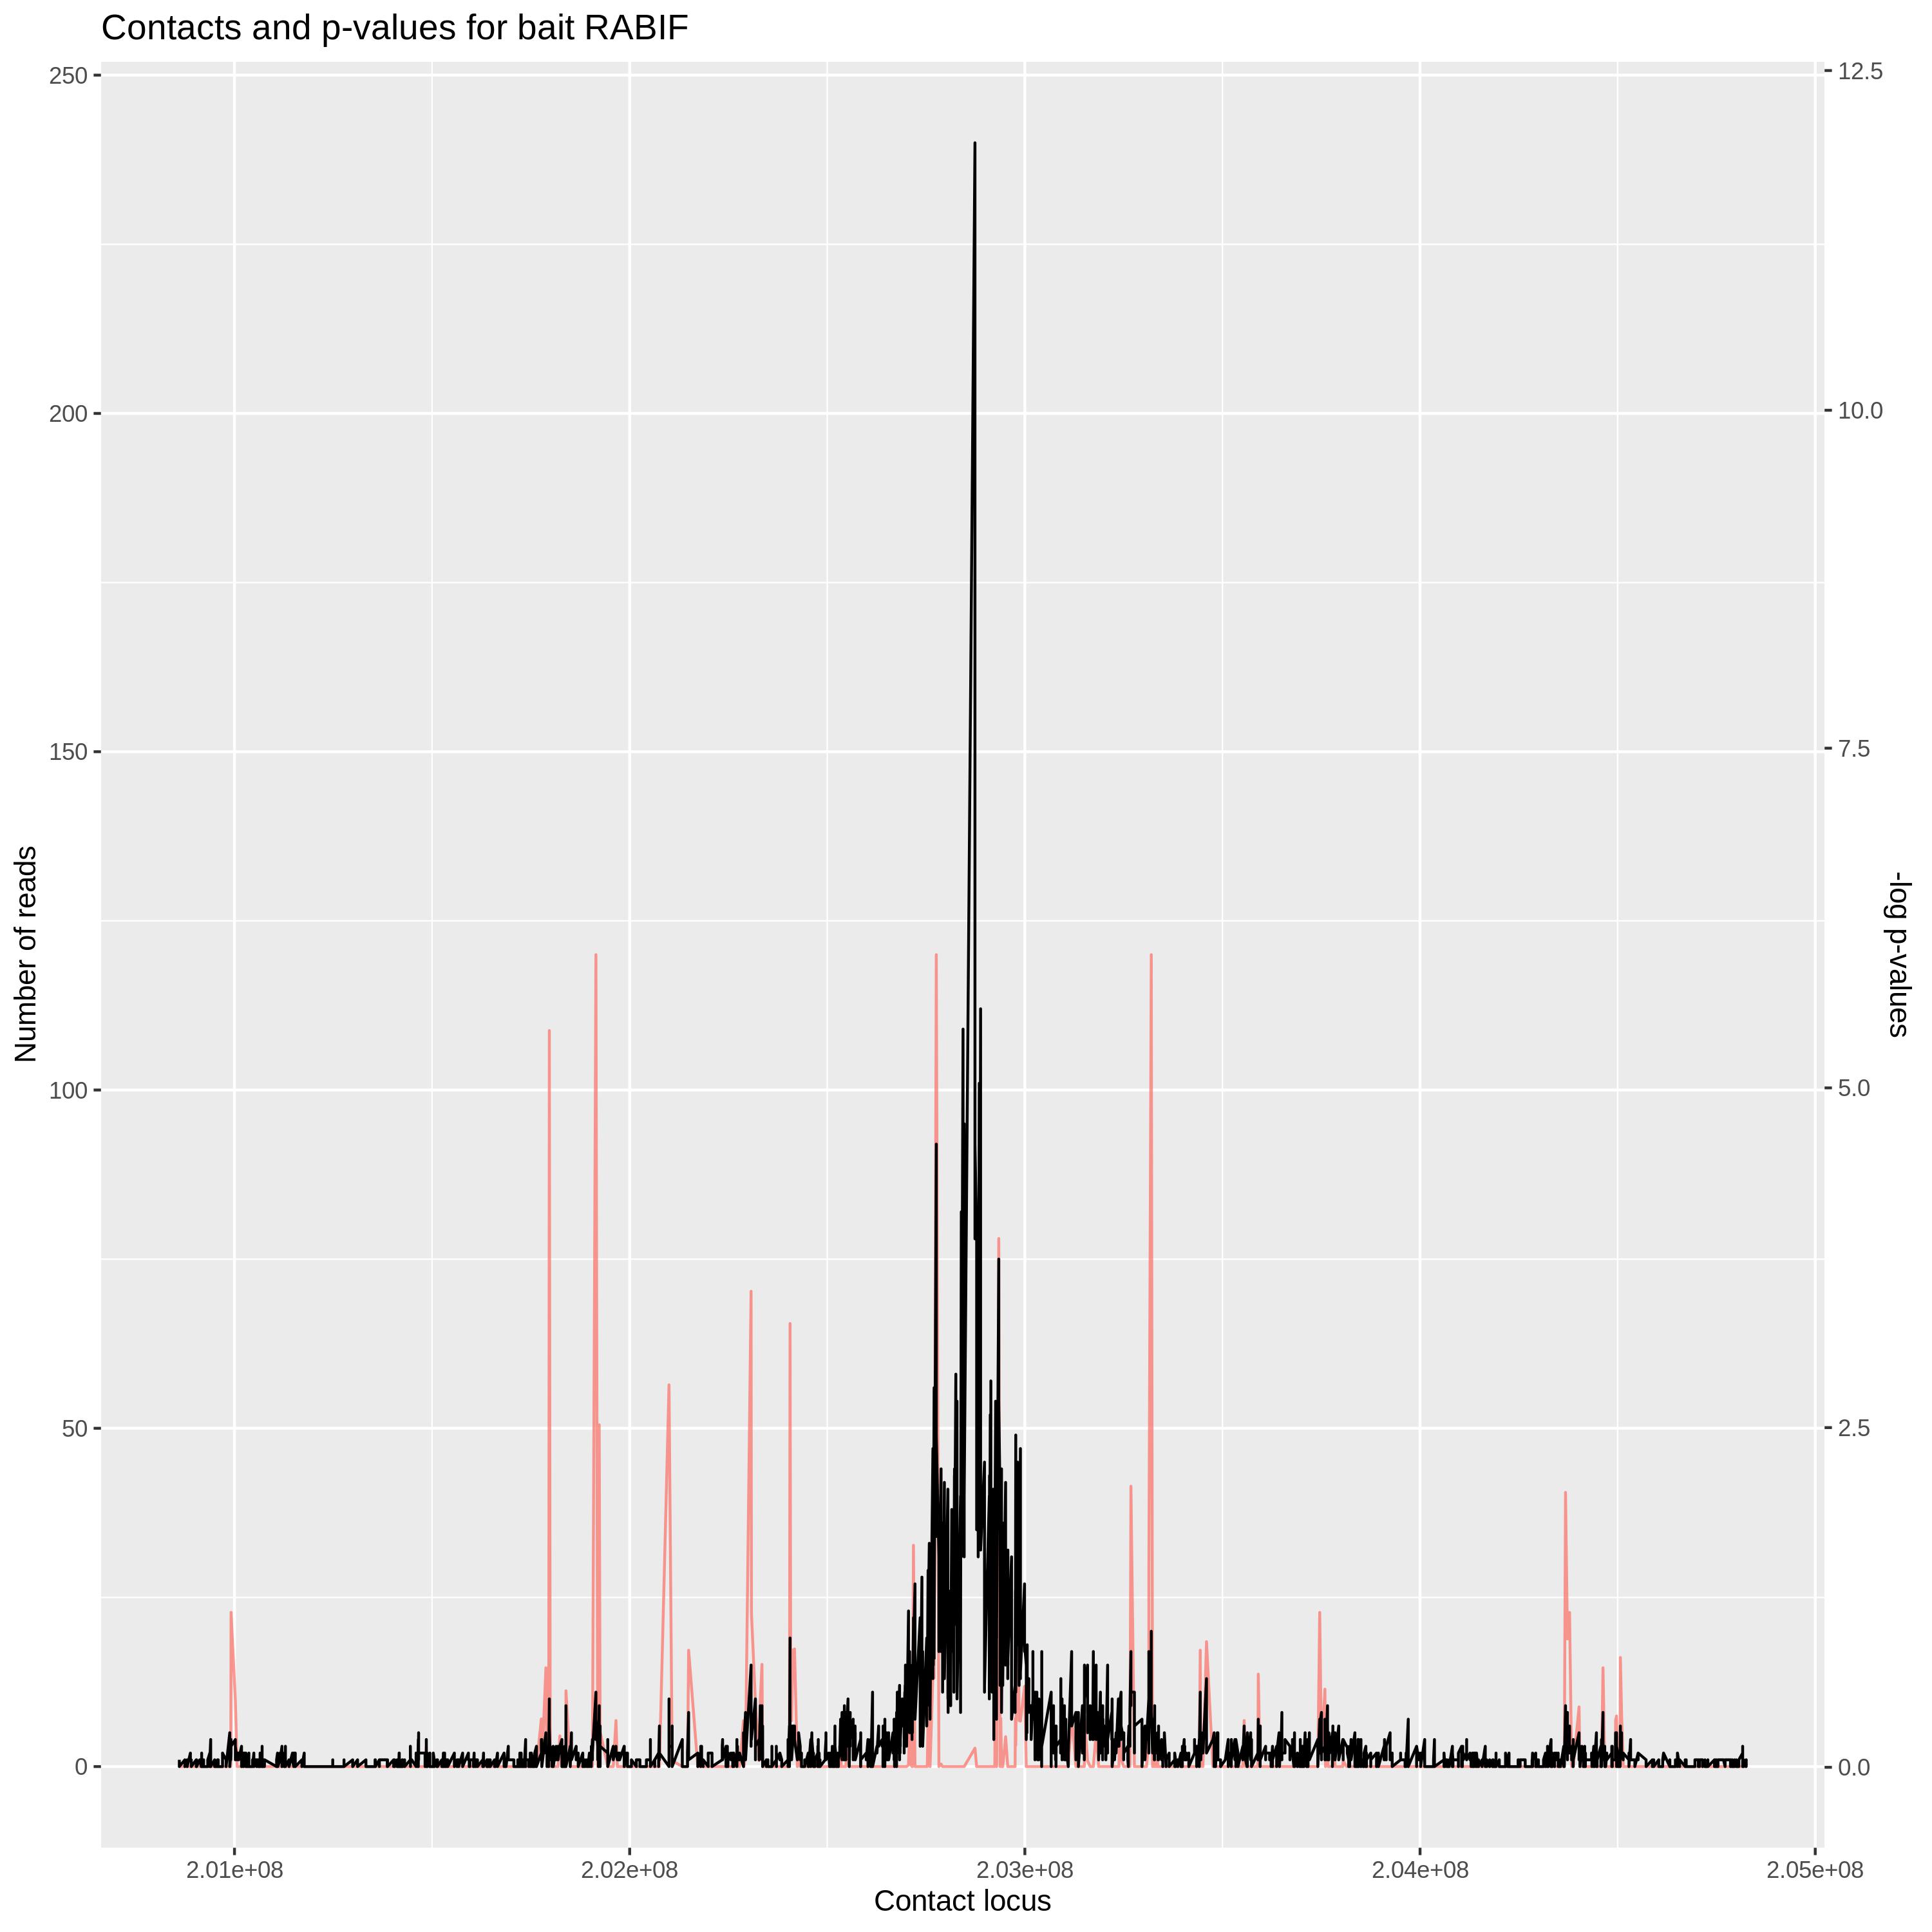 Contacts and p-values for bait RABIF
250
200
150
100
50
0
Number of reads
12.5
10.0
7.5
5.0
2.5
0.0
-log p-values
2.01e+08
2.02e+08
2.03e+08
2.04e+08
2.05e+08
Contact locus